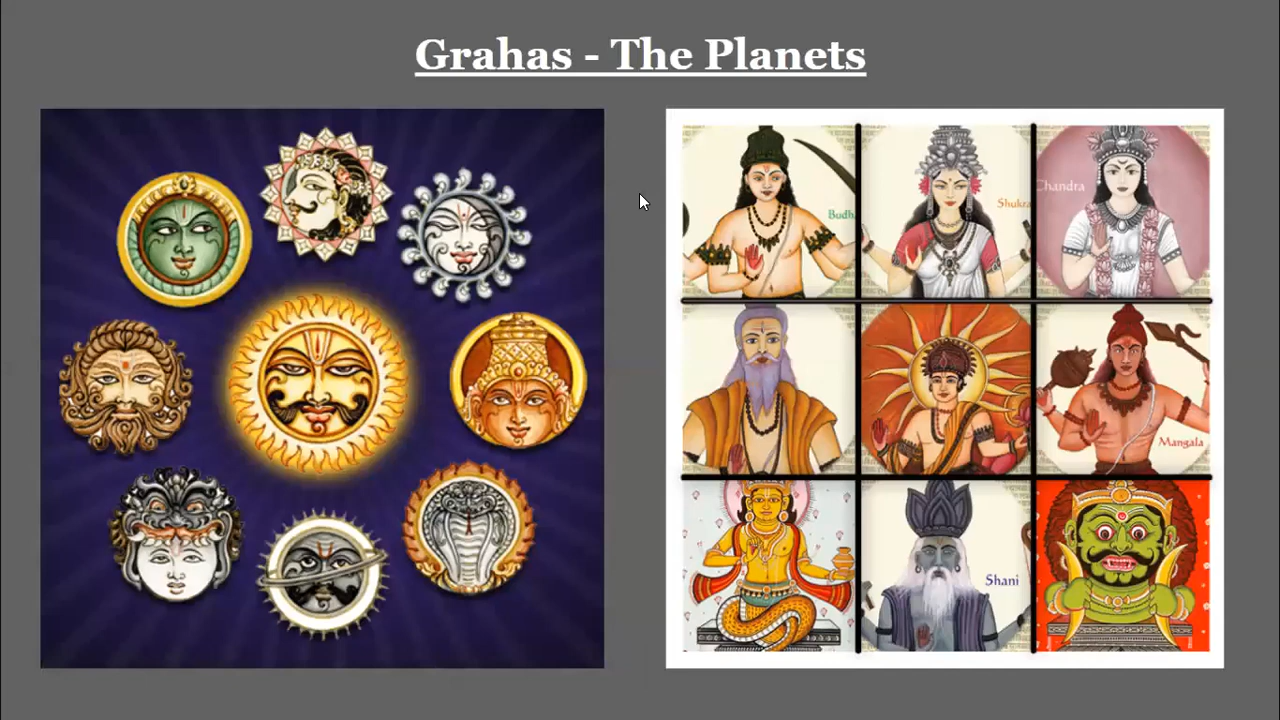 Grahas - The Planets
Budh
Shukra
Chandra
Mangala
Shani